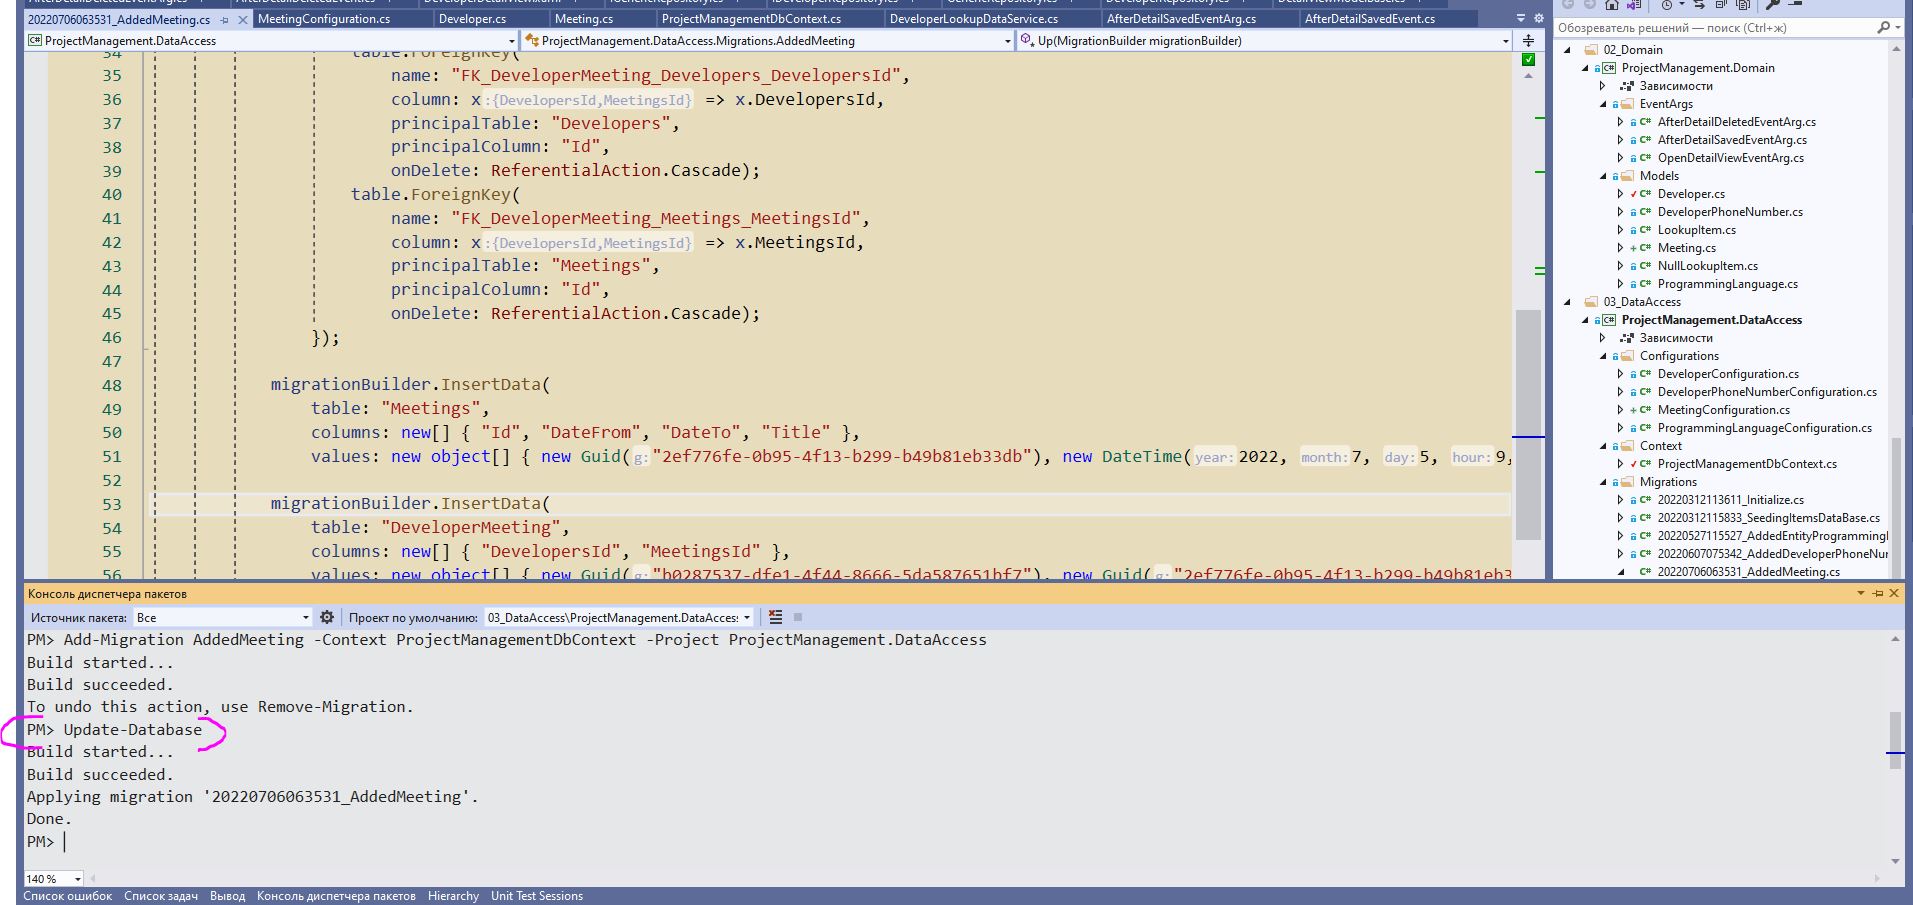 20220706063531_AddedMeeting.cs
MeetingConfiguration.cs
Developer.cs
Meeting.cs
ProjectManagementDbContext.cs
DeveloperLookupDataService.cs
AfterDetailSavedEventArg.cs
AfterDetailSavedEvent.cs
ProjectManagement.DataAccess
ProjectManagement.DataAccess.Migrations.AddedMeeting
Up(MigrationBuilder migrationBuilder)
34 table.ForeignKey(
35 name: "FK_DeveloperMeeting_Developers_DevelopersId",
36 column: x:{DevelopersId,MeetingsId} => x.DevelopersId,
37 principalTable: "Developers",
38 principalColumn: "Id",
39 onDelete: ReferentialAction.Cascade);
40 table.ForeignKey(
41 name: "FK_DeveloperMeeting_Meetings_MeetingsId",
42 column: x:{DevelopersId,MeetingsId} => x.MeetingsId,
43 principalTable: "Meetings",
44 principalColumn: "Id",
45 onDelete: ReferentialAction.Cascade);
46 });
47
48 migrationBuilder.InsertData(
49 table: "Meetings",
50 columns: new[] { "Id", "DateFrom", "DateTo", "Title" },
51 values: new object[] { new Guid(g:"2ef776fe-0b95-4f13-b299-b49b81eb33db"), new DateTime(year:2022, month:7, day:5, hour:9,
52
53 migrationBuilder.InsertData(
54 table: "DeveloperMeeting",
55 columns: new[] { "DevelopersId", "MeetingsId" },
56 values: new object[] { new Guid(g:"b0287537-dfe1-4f44-8666-5da587651bf7"), new Guid(g:"2ef776fe-0b95-4f13-b299-b49b81eb3
Обозреватель решений — поиск (Ctrl+ж)
02_Domain
ProjectManagement.Domain
Зависимости
EventArgs
AfterDetailDeletedEventArg.cs
AfterDetailSavedEventArg.cs
OpenDetailViewEventArg.cs
Models
Developer.cs
DeveloperPhoneNumber.cs
LookupItem.cs
Meeting.cs
NullLookupItem.cs
ProgrammingLanguage.cs
03_DataAccess
ProjectManagement.DataAccess
Зависимости
Configurations
DeveloperConfiguration.cs
DeveloperPhoneNumberConfiguration.cs
MeetingConfiguration.cs
ProgrammingLanguageConfiguration.cs
Context
ProjectManagementDbContext.cs
Migrations
20220312113611_Initialize.cs
20220312115833_SeedingItemsDataBase.cs
20220527115527_AddedEntityProgrammingl
20220607075342_AddedDeveloperPhoneNur
20220706063531_AddedMeeting.cs
Консоль диспетчера пакетов
Источник пакета: Все
Проект по умолчанию: 03_DataAccess\ProjectManagement.DataAcces:
PM> Add-Migration AddedMeeting -Context ProjectManagementDbContext -Project ProjectManagement.DataAccess
Build started...
Build succeeded.
To undo this action, use Remove-Migration.
PM> Update-Database
Build started...
Build succeeded.
Applying migration '20220706063531_AddedMeeting'.
Done.
PM>
140 %
Список ошибок Список задач Вывод Консоль диспетчера пакетов Hierarchy Unit Test Sessions